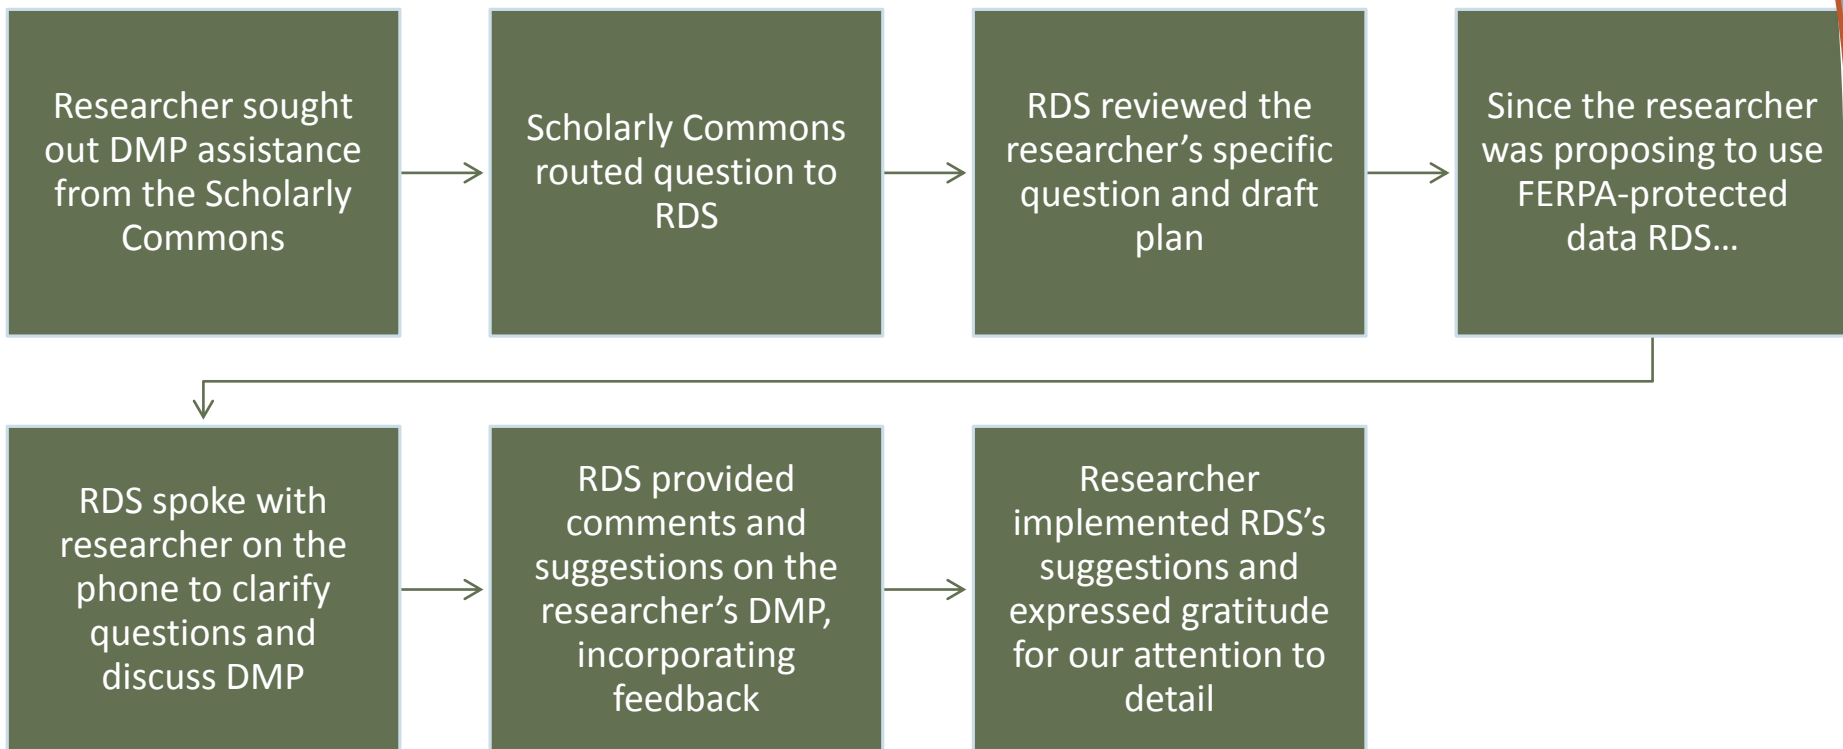 Researcher sought
out DMP assistance
from the Scholarly
Commons
Scholarly Commons
routed question to
RDS
RDS reviewed the
researcher’s specific
question and draft
plan
Since the researcher
was proposing to use
FERPA-protected
data RDS…
RDS spoke with
researcher on the
phone to clarify
questions and
discuss DMP
RDS provided
comments and
suggestions on the
researcher’s DMP,
incorporating
feedback
Researcher
implemented RDS’s
suggestions and
expressed gratitude
for our attention to
detail